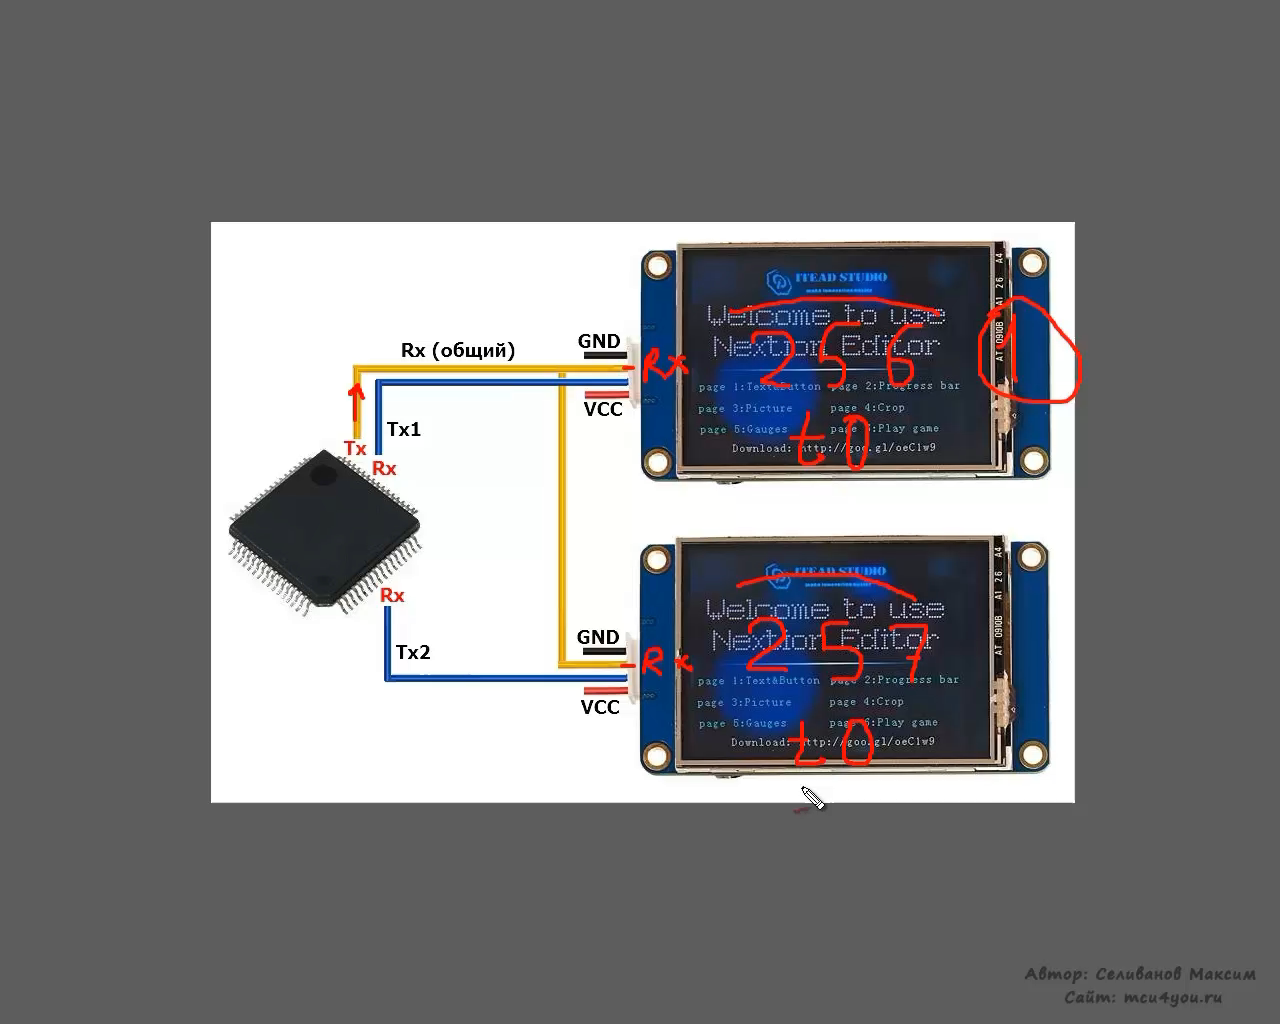 ITEAD STUDIO
Welcome to use
Nextion Editor
256
page 1:Text&Button page 2:Progress bar
page 3:Picture page 4:Crop
page 5:Gauges page 6:Play game
t0
Download: http://goo.gl/oeC1w9
1
AT 0910B A1 26 A4
Rx (общий)
GND
Rx
VCC
Tx1
Tx
Rx
Rx
Tx2
GND
Rx
VCC
ITEAD STUDIO
Welcome to use
Nextion Editor
257
page 1:Text&Button page 2:Progress bar
page 3:Picture page 4:Crop
page 5:Gauges page 6:Play game
t0
Download: http://goo.gl/oeC1w9
AT 0910B A1 26 A4
Автор: Селиванов Максим
Сайт: mcu4you.ru